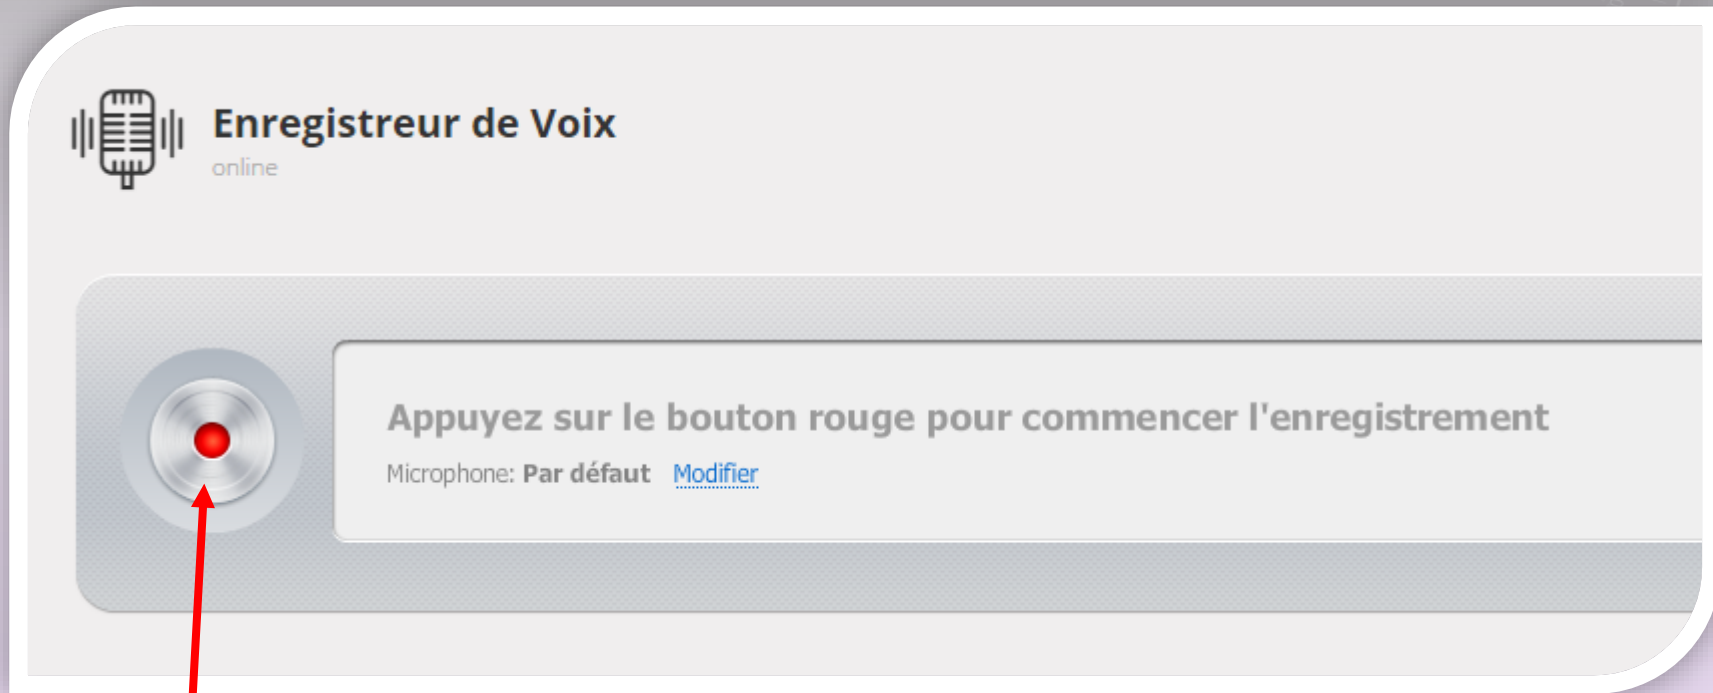 Enregistreur de Voix
online
Appuyez sur le bouton rouge pour commencer l'enregistrement
Microphone: Par défaut Modifier